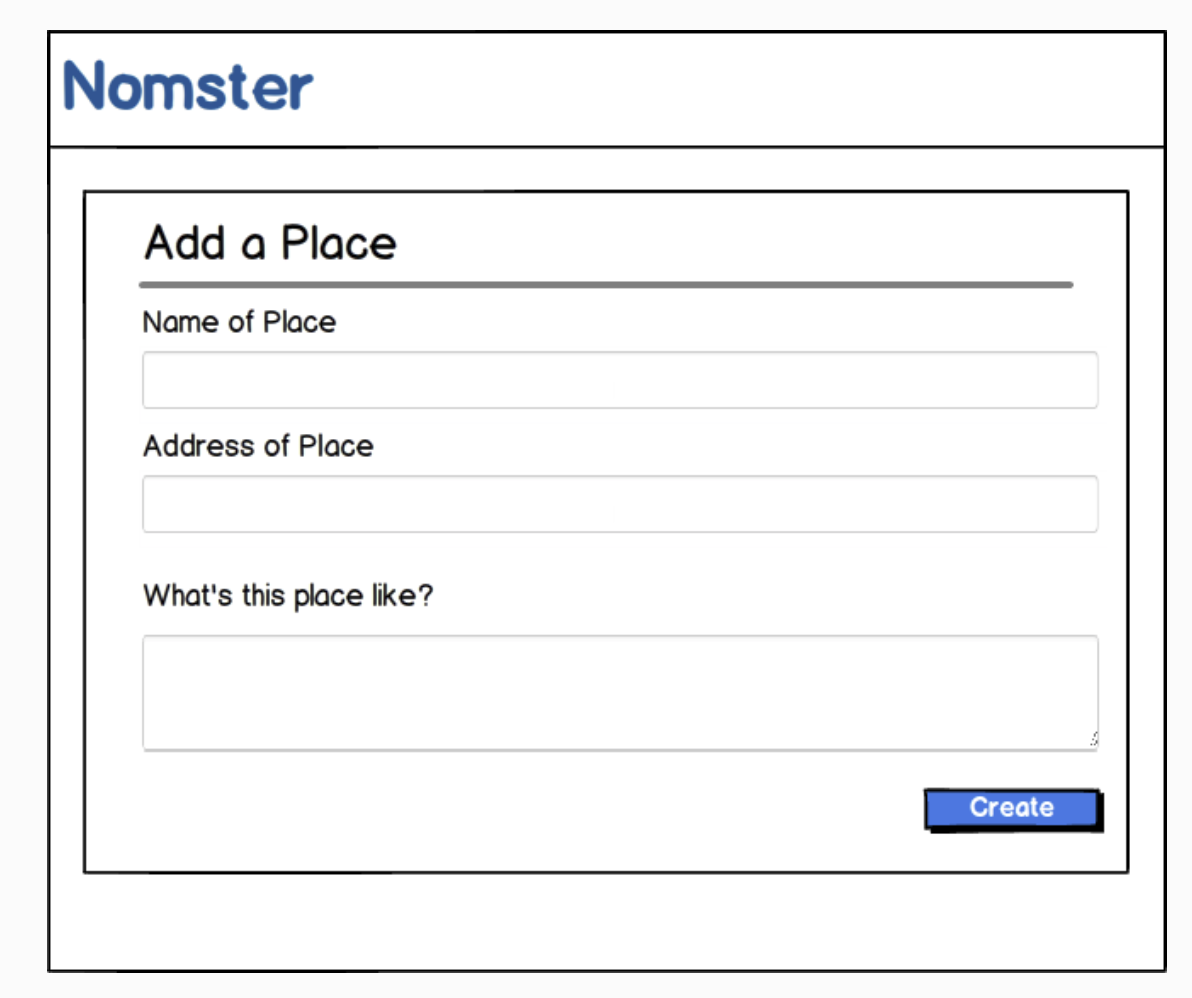 Nomster
Add a Place
Name of Place
Address of Place
What's this place like?
Create